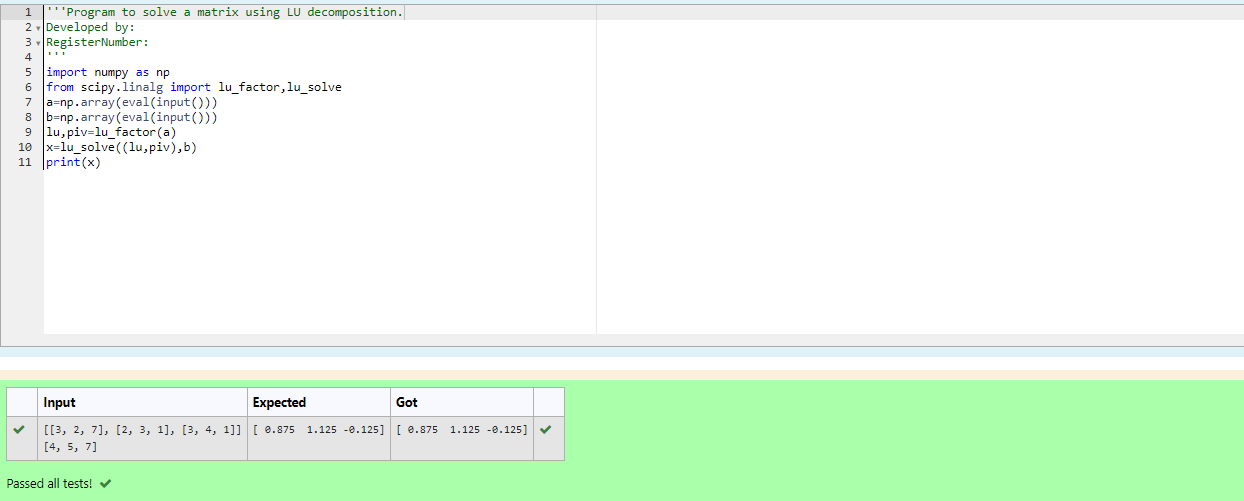 1 '''Program to solve a matrix using LU decomposition.
2 Developed by:
3 RegisterNumber:
4 '''
5 import numpy as np
6 from scipy.linalg import lu_factor,lu_solve
7 a=np.array(eval(input()))
8 b=np.array(eval(input()))
9 lu,piv=lu_factor(a)
10 x=lu_solve((lu,piv),b)
11 print(x)
Input Expected Got
[[3, 2, 7], [2, 3, 1], [3, 4, 1]] [ 0.875  1.125 -0.125] [ 0.875  1.125 -0.125]
[4, 5, 7]
Passed all tests!